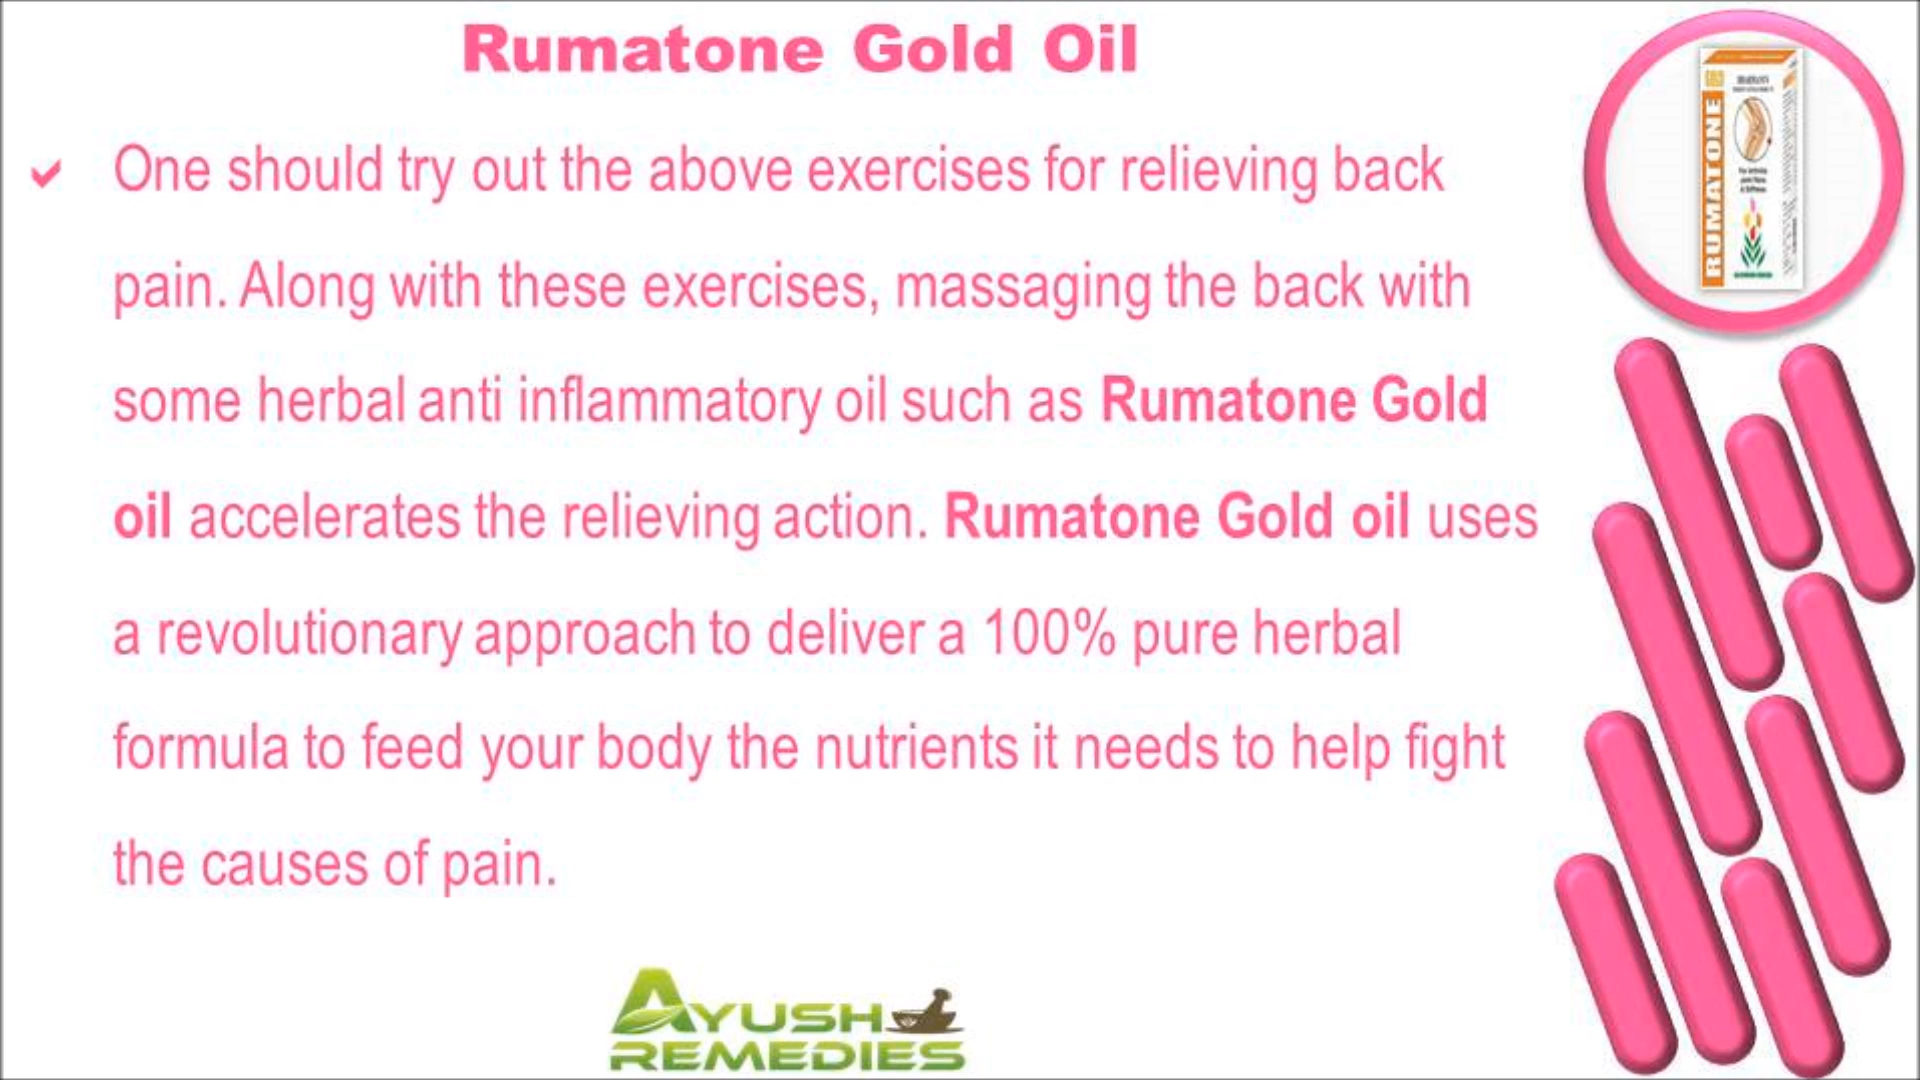 Rumatone Gold Oil
One should try out the above exercises for relieving back
pain. Along with these exercises, massaging the back with
some herbal anti inflammatory oil such as Rumatone Gold
oil accelerates the relieving action. Rumatone Gold oil uses
a revolutionary approach to deliver a 100% pure herbal
formula to feed your body the nutrients it needs to help fight
the causes of pain.
RUMATONE
AYUSH
REMEDIES